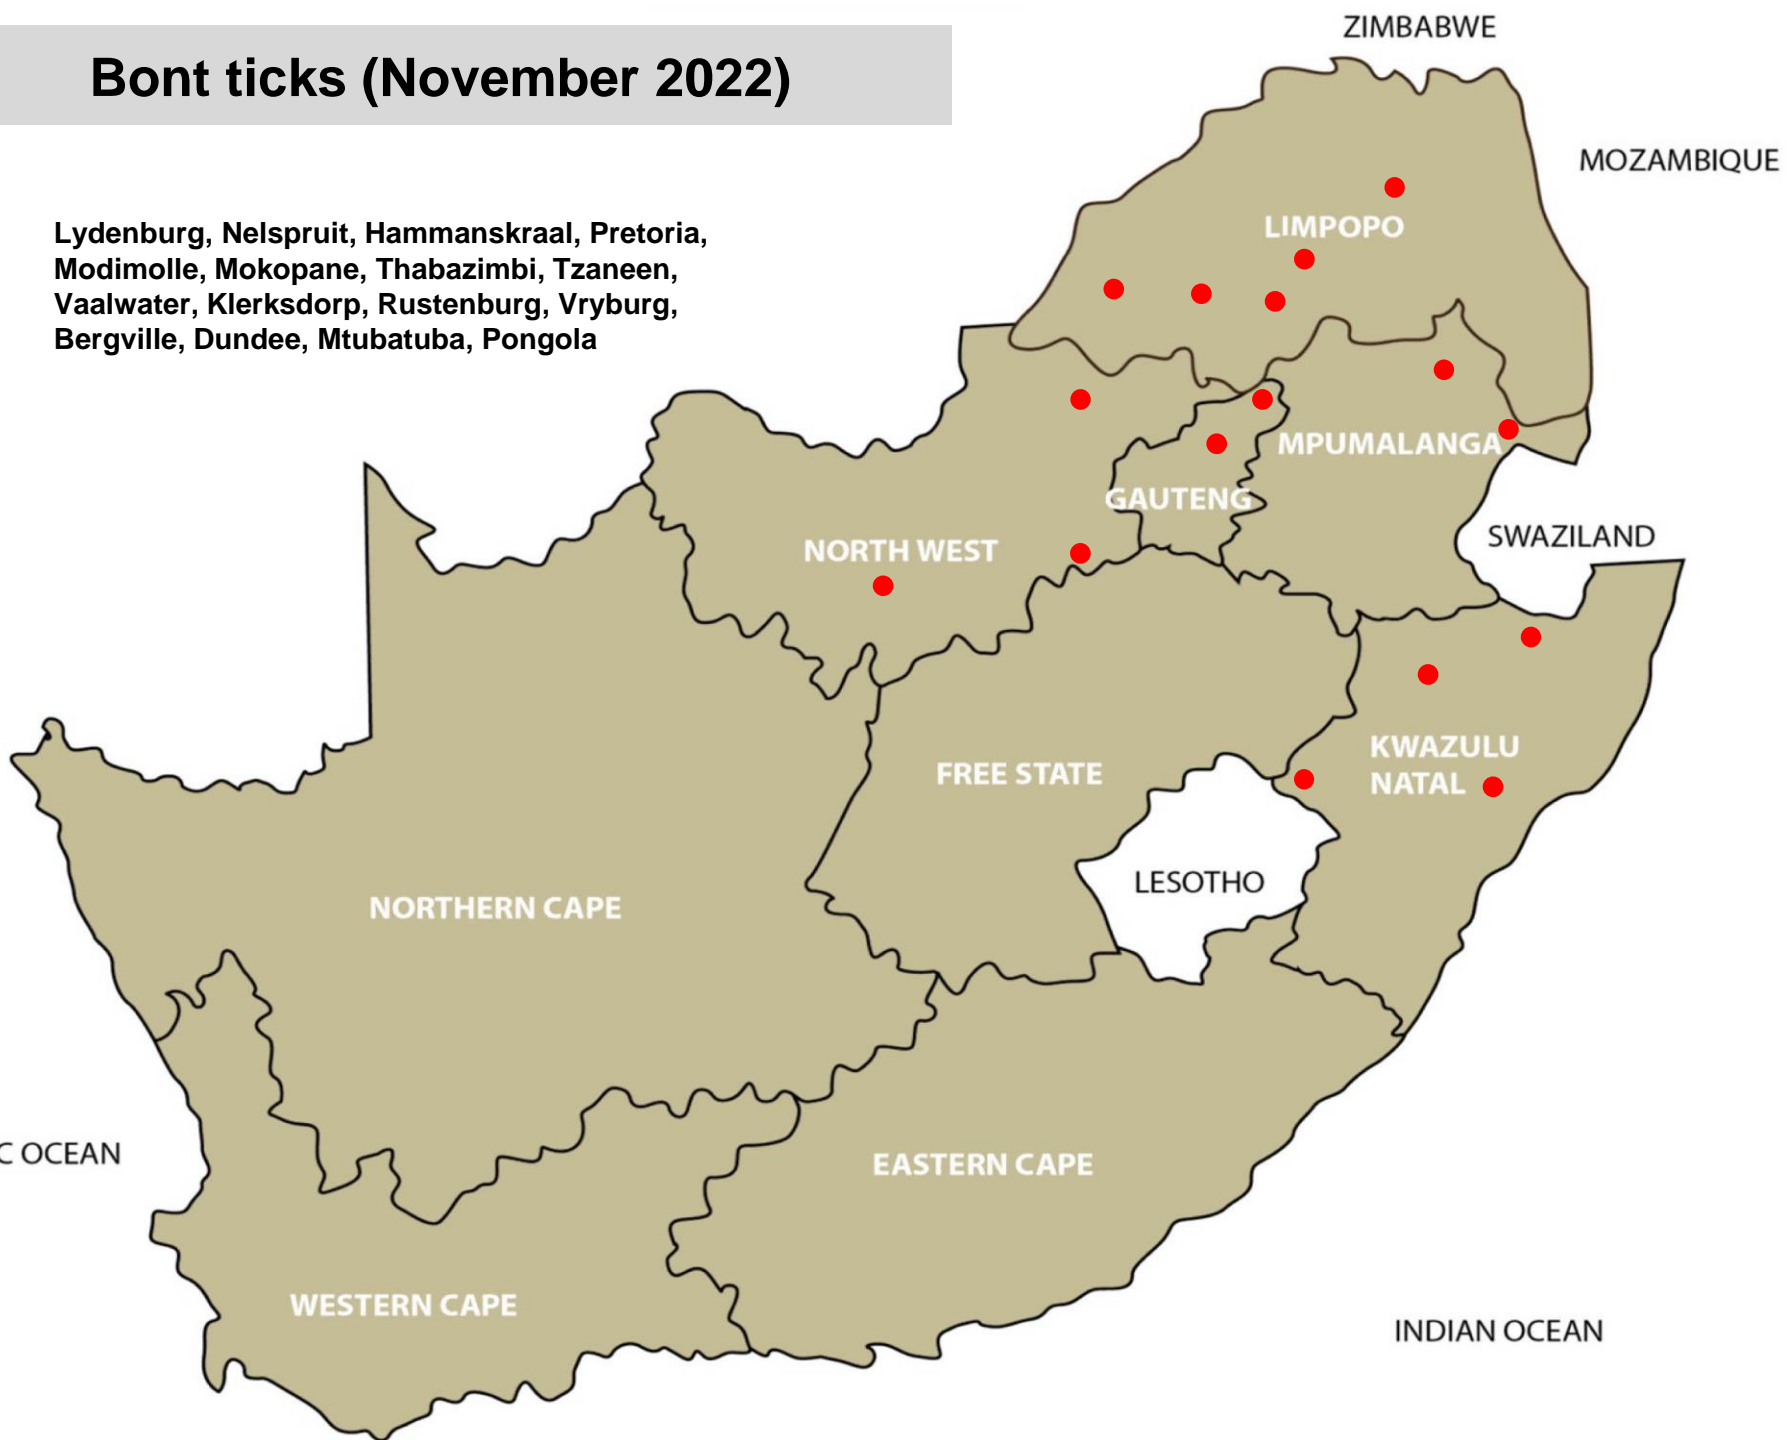 Bont ticks (November 2022)
Lydenburg, Nelspruit, Hammanskraal, Pretoria,
Modimolle, Mokopane, Thabazimbi, Tzaneen,
Vaalwater, Klerksdorp, Rustenburg, Vryburg,
Bergville, Dundee, Mtubatuba, Pongola
ZIMBABWE
MOZAMBIQUE
LIMPOPO
MPUMALANGA
GAUTENG
SWAZILAND
NORTH WEST
KWAZULU
NATAL
FREE STATE
LESOTHO
NORTHERN CAPE
C OCEAN
EASTERN CAPE
WESTERN CAPE
INDIAN OCEAN